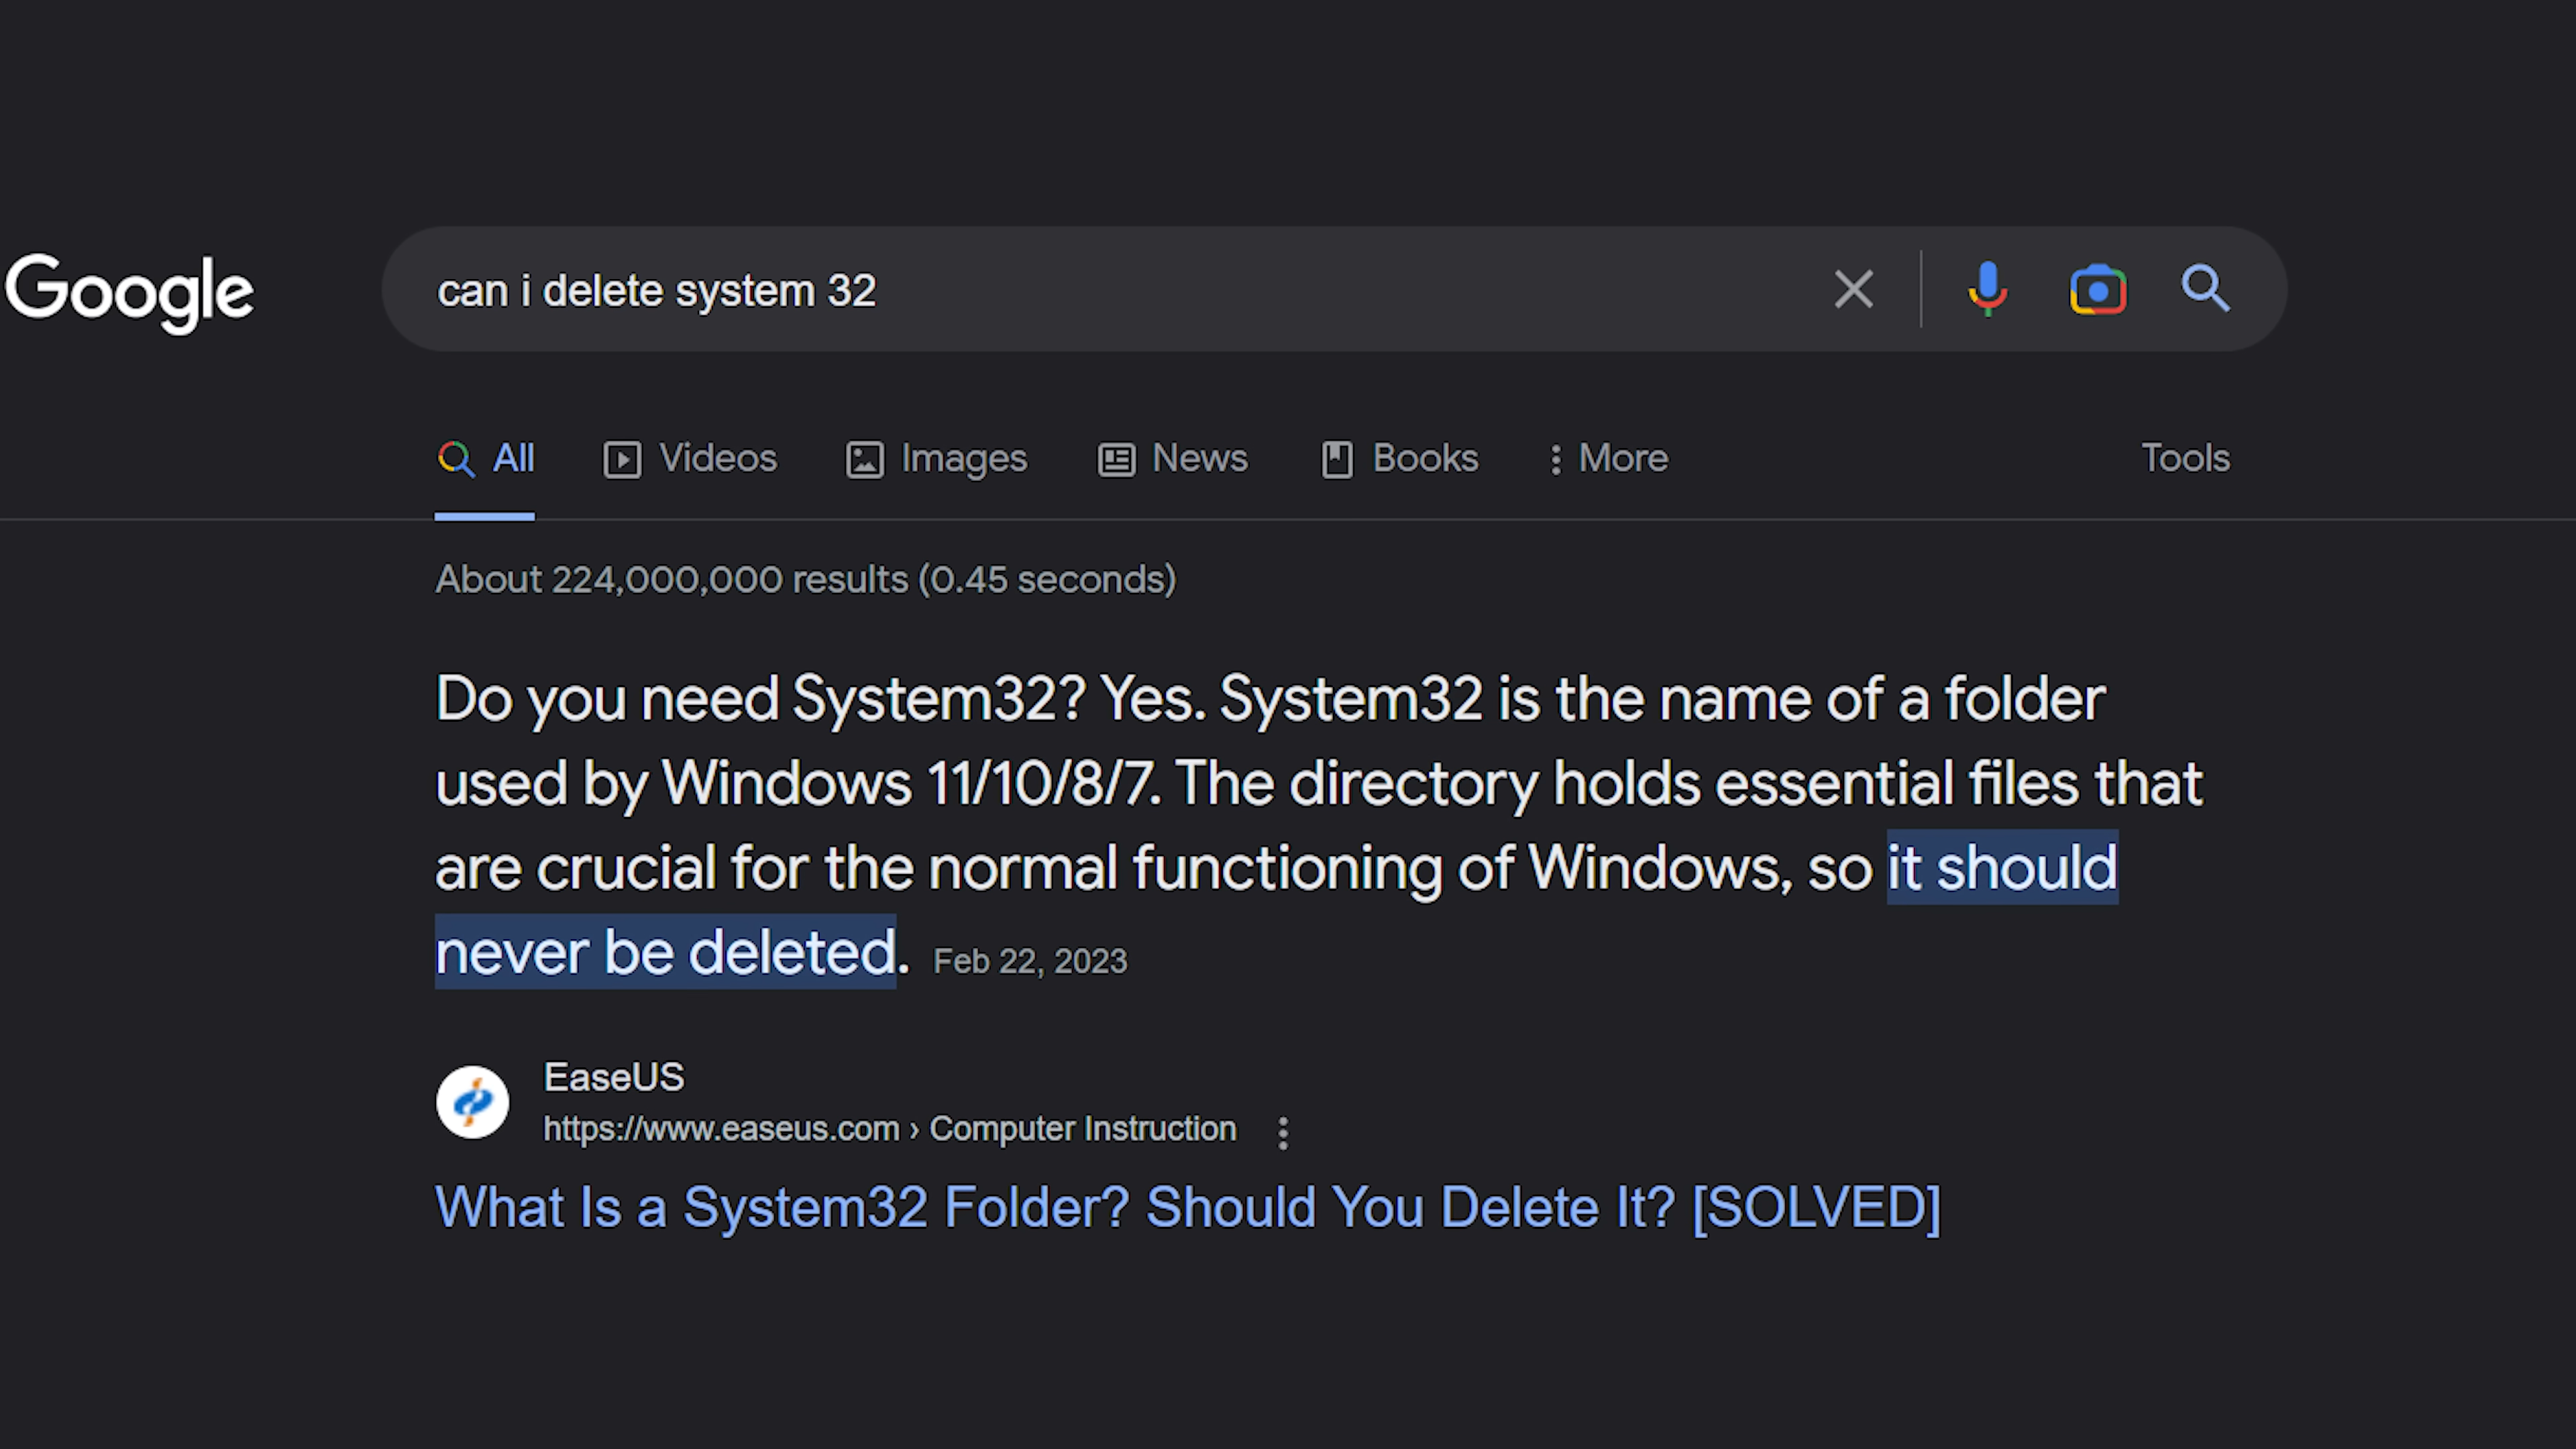 Google
can i delete system 32
All Videos Images News Books More Tools
About 224,000,000 results (0.45 seconds)
Do you need System32? Yes. System32 is the name of a folder
used by Windows 11/10/8/7. The directory holds essential files that
are crucial for the normal functioning of Windows, so it should
never be deleted. Feb 22, 2023
EaseUS
https://www.easeus.com › Computer Instruction
What Is a System32 Folder? Should You Delete It? [SOLVED]